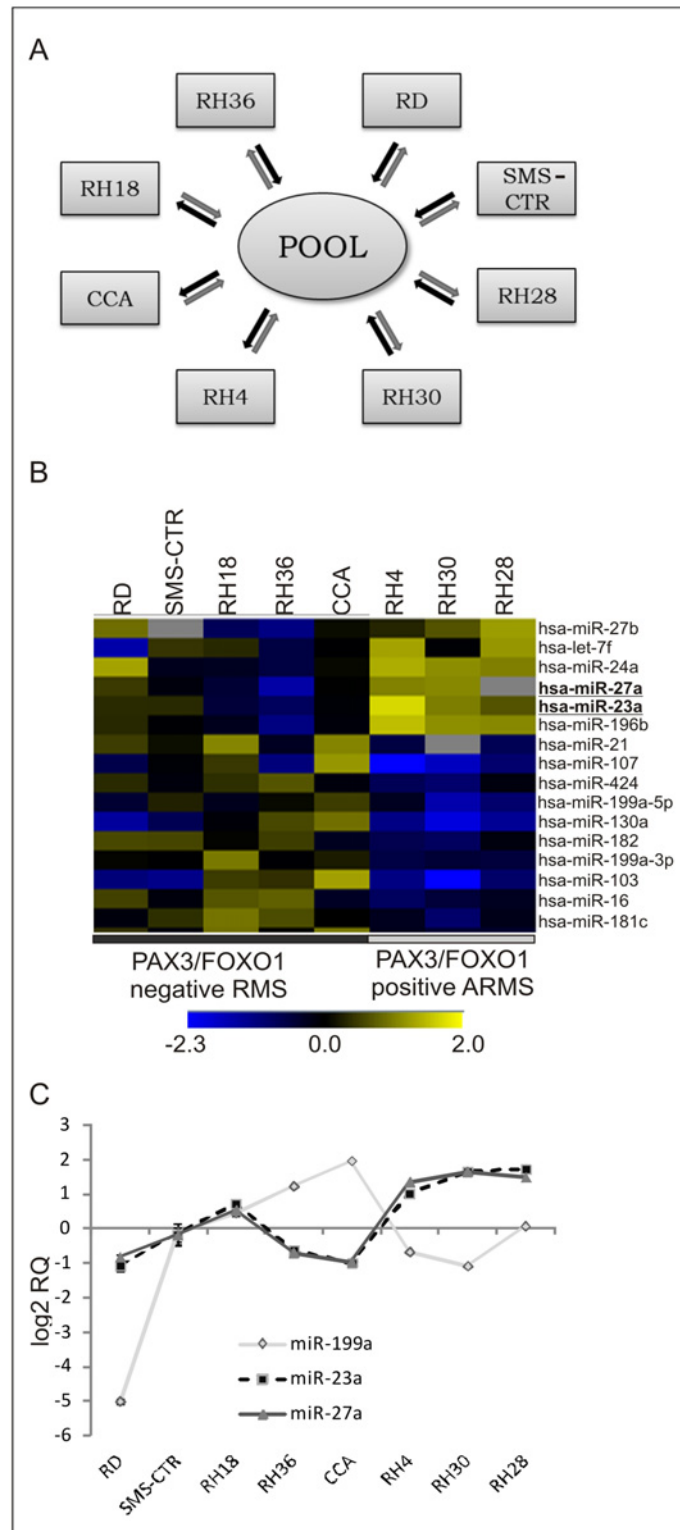 A
RH36
RD
RH18
SMS-
CTR
POOL
CCA
RH28
RH4
RH30
B
RD
SMS-CTR
RH18
RH36
CCA
RH4
RH30
RH28
hsa-miR-27b
hsa-let-7f
hsa-miR-24a
hsa-miR-27a
hsa-miR-23a
hsa-miR-196b
hsa-miR-21
hsa-miR-107
hsa-miR-424
hsa-miR-199a-5p
hsa-miR-130a
hsa-miR-182
hsa-miR-199a-3p
hsa-miR-103
hsa-miR-16
hsa-miR-181c
PAX3/FOXO1
negative RMS
PAX3/FOXO1
positive ARMS
-2.3
0.0
2.0
C
3
2
1
0
-1
-2
-3
-4
-5
-6
log2 RQ
miR-199a
miR-23a
miR-27a
RD
SMS-CTR
RH18
RH36
CCA
RH4
RH30
RH28